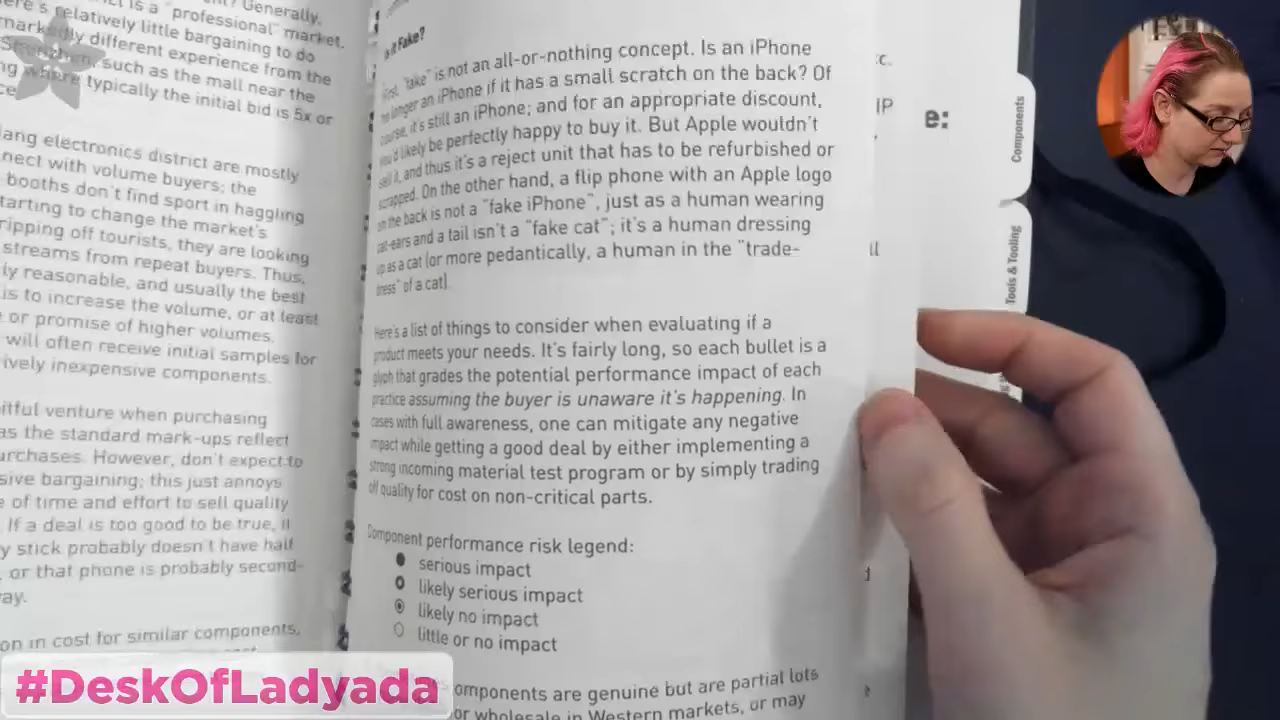 Generally,
is a "professional" market.
relatively little bargaining to do
markedly different experience from the
Shenzhen, such as the mall near the
where typically the initial bid is 5x or
electronics district are mostly
nect with volume buyers; the
booths don't find sport in haggling
tarting to change the market's
ripping off tourists, they are looking
streams from repeat buyers. Thus,
ly reasonable, and usually the best
is to increase the volume, or at least
or promise of higher volumes.
will often receive initial samples for
ively inexpensive components.
itful venture when purchasing
as the standard mark-ups reflect
urchases. However, don't expect to
sive bargaining; this just annoys
of time and effort to sell quality
If a deal is too good to be true, it
y stick probably doesn't have half
, or that phone is probably second-
ay.
on in cost for similar components,
Is it Fake?
First, "fake" is not an all-or-nothing concept. Is an iPhone
no longer an iPhone if it has a small scratch on the back? Of
course, it's still an iPhone; and for an appropriate discount,
you'd likely be perfectly happy to buy it. But Apple wouldn't
sell it, and thus it's a reject unit that has to be refurbished or
scrapped. On the other hand, a flip phone with an Apple logo
on the back is not a "fake iPhone", just as a human wearing
cat-ears and a tail isn't a "fake cat"; it's a human dressing
up as a cat (or more pedantically, a human in the "trade-
dress" of a cat).
Here's a list of things to consider when evaluating if a
product meets your needs. It's fairly long, so each bullet is a
glyph that grades the potential performance impact of each
practice assuming the buyer is unaware it's happening. In
cases with full awareness, one can mitigate any negative
impact while getting a good deal by either implementing a
strong incoming material test program or by simply trading
off quality for cost on non-critical parts.
Component performance risk legend:
serious impact
likely serious impact
likely no impact
little or no impact
omponents are genuine but are partial lots
or wholesale in Western markets, or may
c.
IP
e:
ll
Components
Tools & Tooling
#DeskOfLadyada